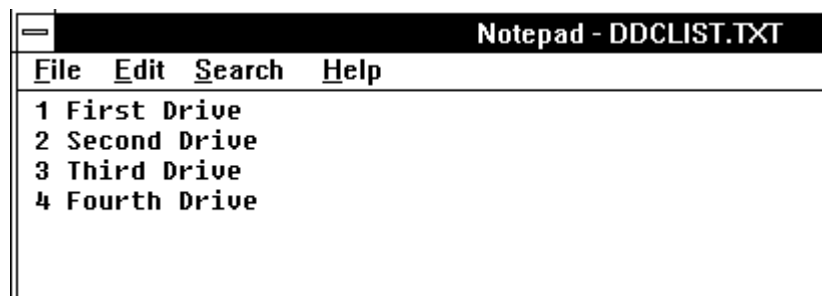 Notepad - DDCLIST.TXT
File Edit Search Help
1 First Drive
2 Second Drive
3 Third Drive
4 Fourth Drive